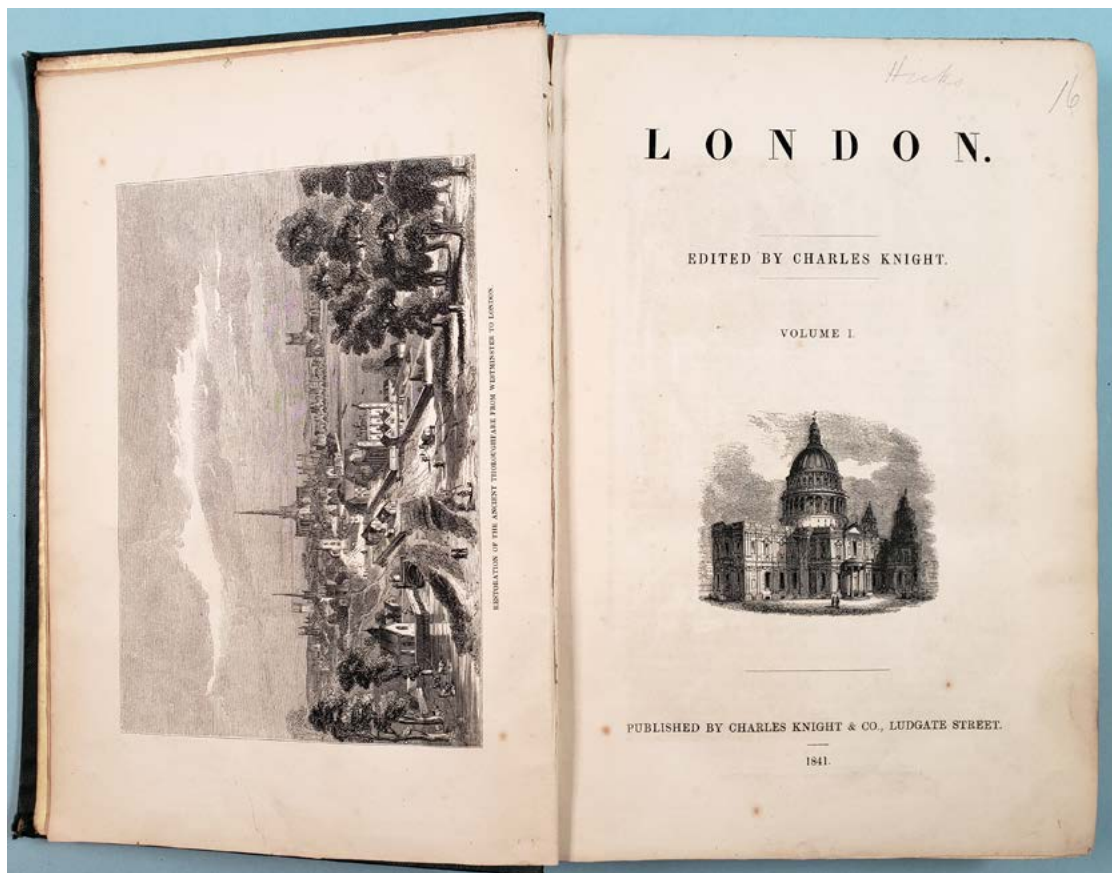 RESTORATION OF THE ANCIENT THOROUGHFARE FROM WESTMINSTER TO LONDON.
16
LONDON.
EDITED BY CHARLES KNIGHT.
VOLUME I.
PUBLISHED BY CHARLES KNIGHT & CO., LUDGATE STREET.
1841.